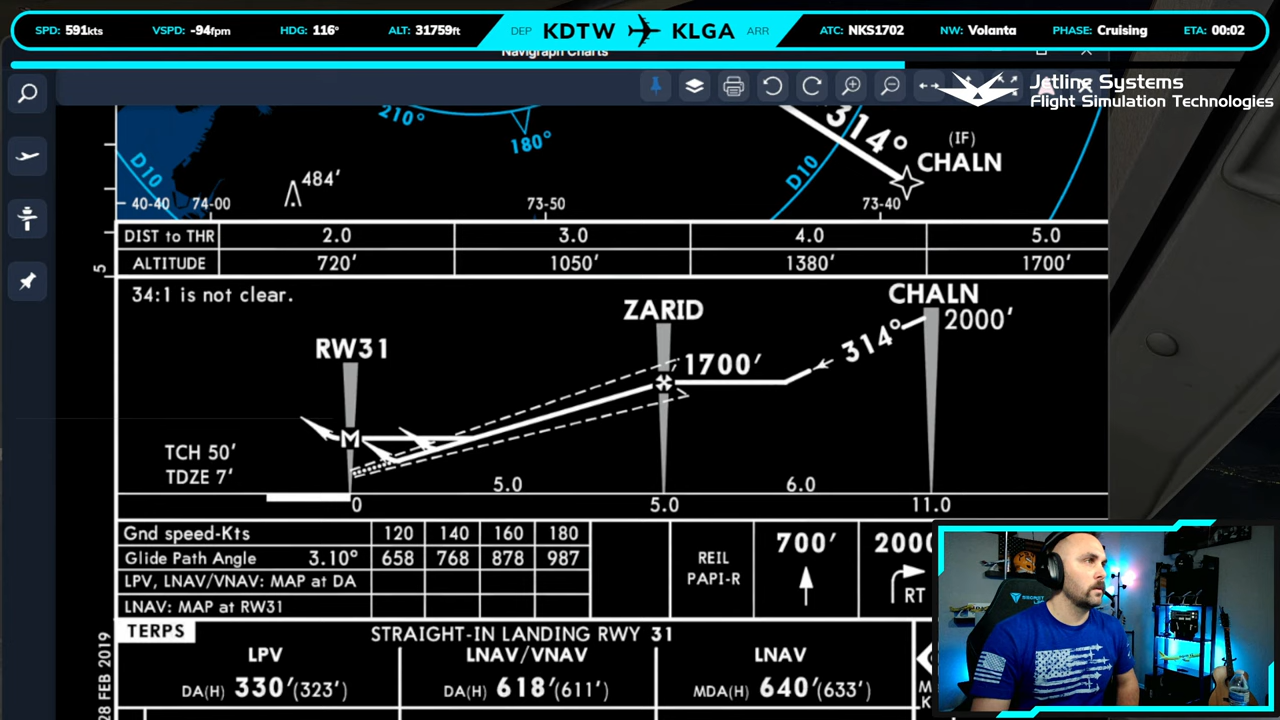 SPD: 591kts VSPD: -94fpm HDG: 116° ALT: 31759ft DEP KDTW KLGA ARR ATC: NKS1702 NW: Volanta PHASE: Cruising ETA: 00:02
Navigraph Charts
Jetline Systems
Flight Simulation Technologies
210°
180°
314°
(IF)
CHALN
D10
D10
484'
40-40 74-00 73-50 73-40
DIST to THR 2.0 3.0 4.0 5.0
ALTITUDE 720' 1050' 1380' 1700'
5
34:1 is not clear.
CHALN
2000'
ZARID
314°
RW31
1700'
M
TCH 50'
TDZE 7'
5.0 6.0
0 5.0 11.0
Gnd speed-Kts 120 140 160 180
Glide Path Angle 3.10° 658 768 878 987
LPV, LNAV/VNAV: MAP at DA
LNAV: MAP at RW31
REIL
PAPI-R
700'
2000
RT
TERPS
STRAIGHT-IN LANDING RWY 31
LPV LNAV/VNAV LNAV
DA(H) 330'(323') DA(H) 618'(611') MDA(H) 640'(633')
M
K
28 FEB 2019